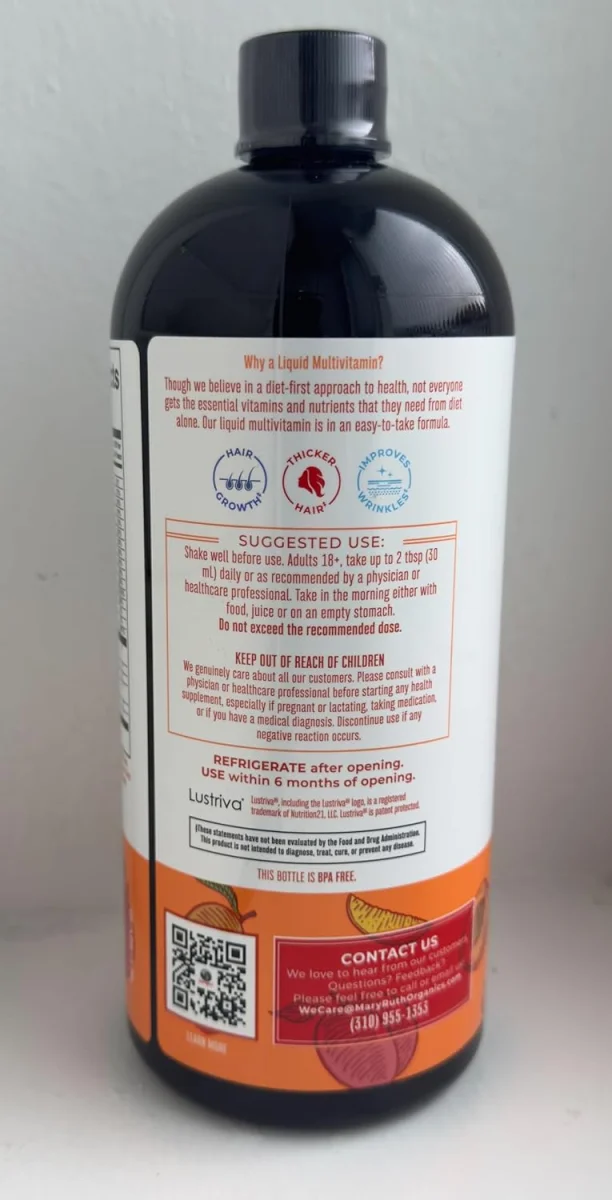 ts
Why a Liquid Multivitamin?
Though we believe in a diet-first approach to health, not everyone
gets the essential vitamins and nutrients that they need from diet
alone. Our liquid multivitamin is in an easy-to-take formula.
HAIR GROWTH‡
THICKER HAIR‡
IMPROVES WRINKLES‡
SUGGESTED USE:
Shake well before use. Adults 18+, take up to 2 tbsp (30
mL) daily or as recommended by a physician or
healthcare professional. Take in the morning either with
food, juice or on an empty stomach.
Do not exceed the recommended dose.
KEEP OUT OF REACH OF CHILDREN
We genuinely care about all our customers. Please consult with a
physician or healthcare professional before starting any health
supplement, especially if pregnant or lactating, taking medication,
or if you have a medical diagnosis. Discontinue use if any
negative reaction occurs.
REFRIGERATE after opening.
USE within 6 months of opening.
Lustriva®
Lustriva®, including the Lustriva® logo, is a registered
trademark of Nutrition21, LLC. Lustriva® is patent protected.
‡These statements have not been evaluated by the Food and Drug Administration.
This product is not intended to diagnose, treat, cure, or prevent any disease.
THIS BOTTLE IS BPA FREE.
LEARN MORE
CONTACT US
We love to hear from our customers.
Questions? Feedback?
Please feel free to call or email us
WeCare@MaryRuthOrganics.com
(310) 955-1353